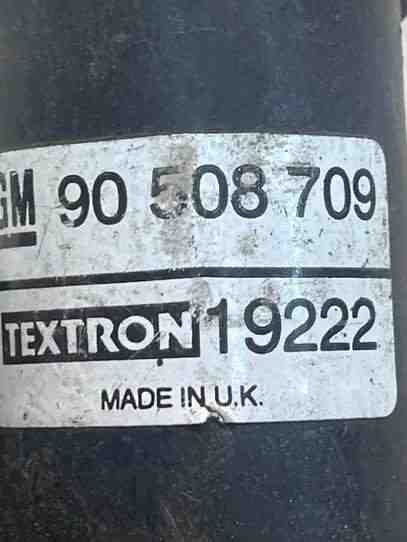 GM 90 508 709
TEXTRON 19222
MADE IN U.K.